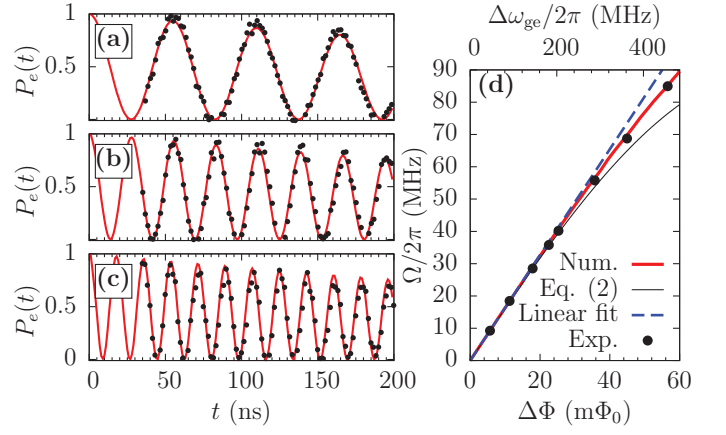 (a)
P_e(t)
1
0.5
(b)
P_e(t)
1
0.5
0
(c)
P_e(t)
1
0.5
0
0 50 100 150 200
t (ns)
Δω_ge/2π (MHz)
0 200 400
(d)
Ω/2π (MHz)
90
80
70
60
50
40
30
20
10
0
Num.
Eq. (2)
Linear fit
Exp.
0 20 40 60
ΔΦ (mΦ_0)